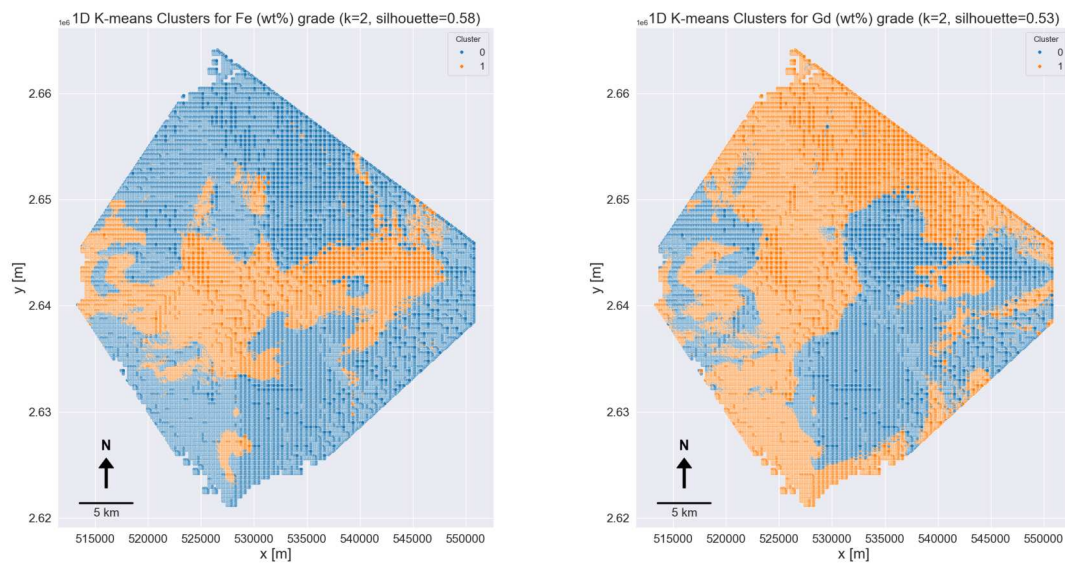 1e6
1D K-means Clusters for Fe (wt%) grade (k=2, silhouette=0.58)
Cluster
0
1
2.66
2.65
2.64
2.63
2.62
y [m]
N
5 km
515000 520000 525000 530000 535000 540000 545000 550000
x [m]
1e6
1D K-means Clusters for Gd (wt%) grade (k=2, silhouette=0.53)
Cluster
0
1
2.66
2.65
2.64
2.63
2.62
y [m]
N
5 km
515000 520000 525000 530000 535000 540000 545000 550000
x [m]